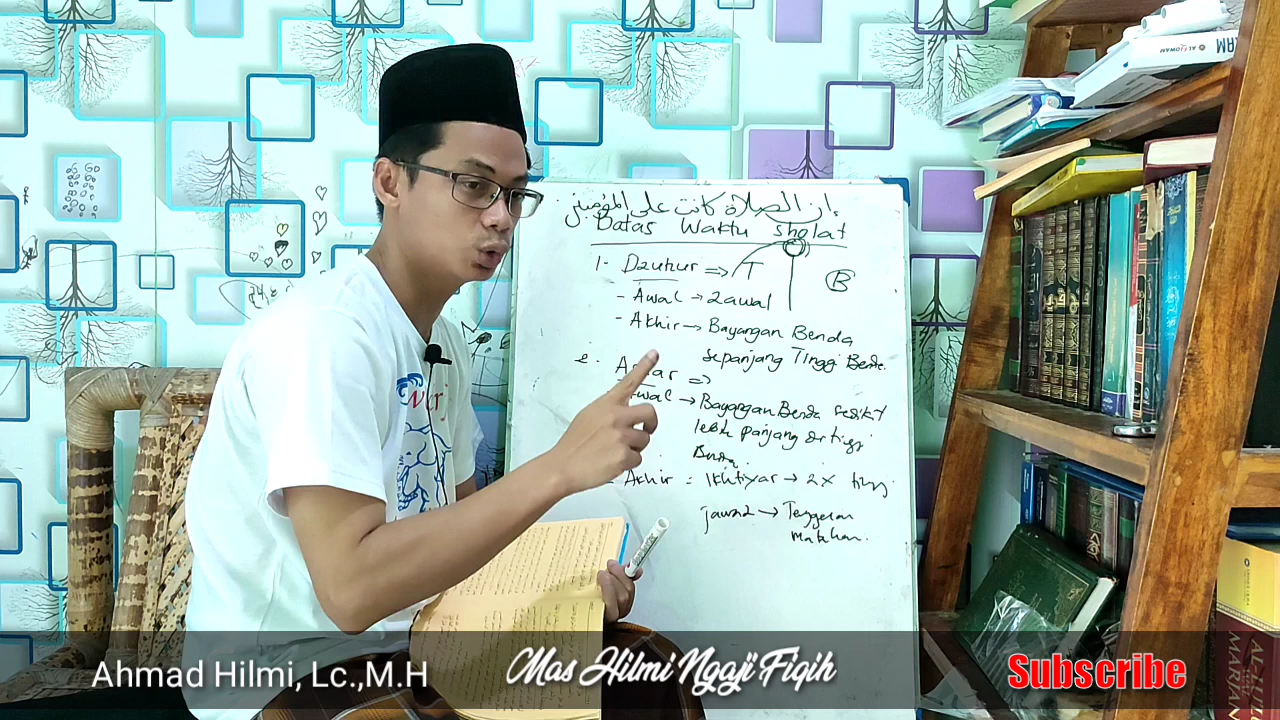 إن الصلاة كانت على المؤمنين
Batas Waktu sholat
1- Dzuhur ⇒ T
B
- Awal → Zawal
- Akhir → Bayangan Benda
Sepanjang Tinggi Benda.
2. Ashar ⇒
Awal → Bayangan Benda sedikit
lebih panjang dr tinggi
Benda.
- Akhir = Ikhtiyar → 2x tinggi
jawaz → Tenggelam
Matahari.
Ahmad Hilmi, Lc.,M.H
Mas Hilmi Ngaji Fiqih
Subscribe